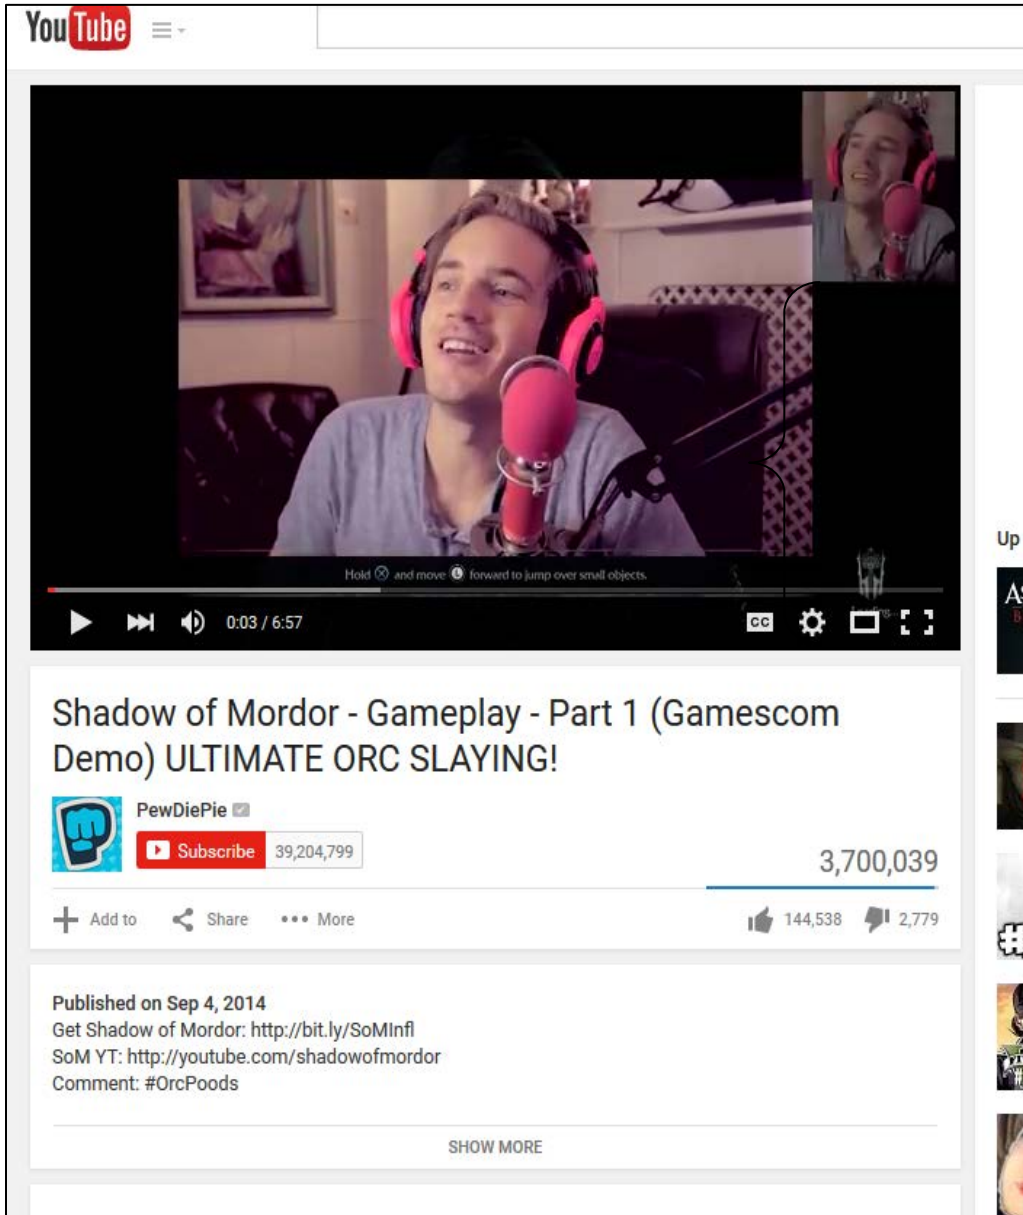 YouTube
Hold ⓧ and move Ⓛ forward to jump over small objects.
0:03 / 6:57
CC
Shadow of Mordor - Gameplay - Part 1 (Gamescom
Demo) ULTIMATE ORC SLAYING!
PewDiePie
Subscribe 39,204,799
3,700,039
Add to Share More
144,538 2,779
Published on Sep 4, 2014
Get Shadow of Mordor: http://bit.ly/SoMInfl
SoM YT: http://youtube.com/shadowofmordor
Comment: #OrcPoods
SHOW MORE
Up